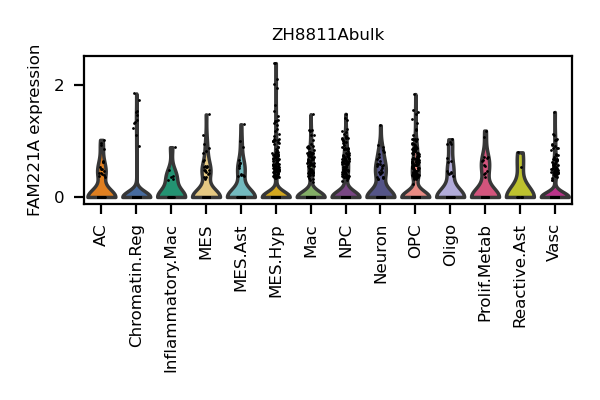 ZH8811Abulk
FAM221A expression
2
0
AC
Chromatin.Reg
Inflammatory.Mac
MES
MES.Ast
MES.Hyp
Mac
NPC
Neuron
OPC
Oligo
Prolif.Metab
Reactive.Ast
Vasc